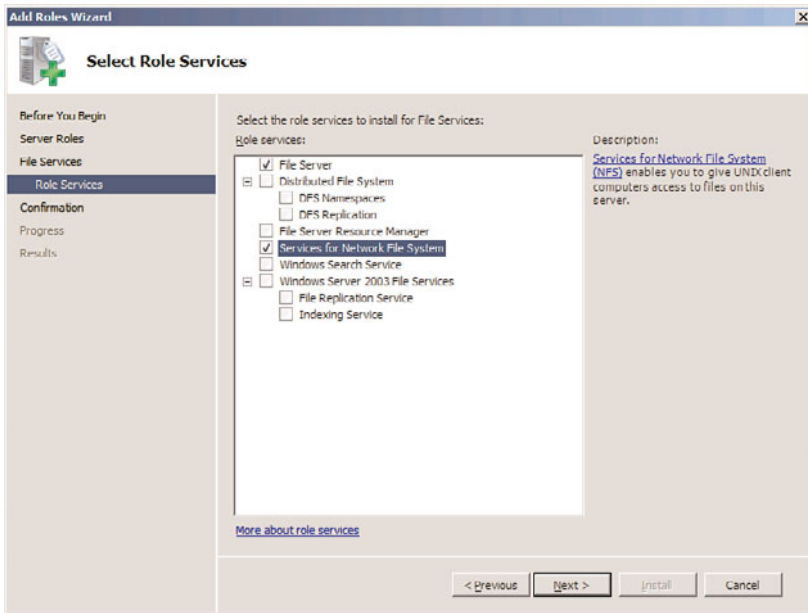 Add Roles Wizard
X
Select Role Services
Before You Begin
Server Roles
File Services
Role Services
Confirmation
Progress
Results
Select the role services to install for File Services:
Role services:
File Server
Distributed File System
DFS Namespaces
DFS Replication
File Server Resource Manager
Services for Network File System
Windows Search Service
Windows Server 2003 File Services
File Replication Service
Indexing Service
More about role services
Description:
Services for Network File System
(NFS) enables you to give UNIX client
computers access to files on this
server.
< Previous
Next >
Install
Cancel